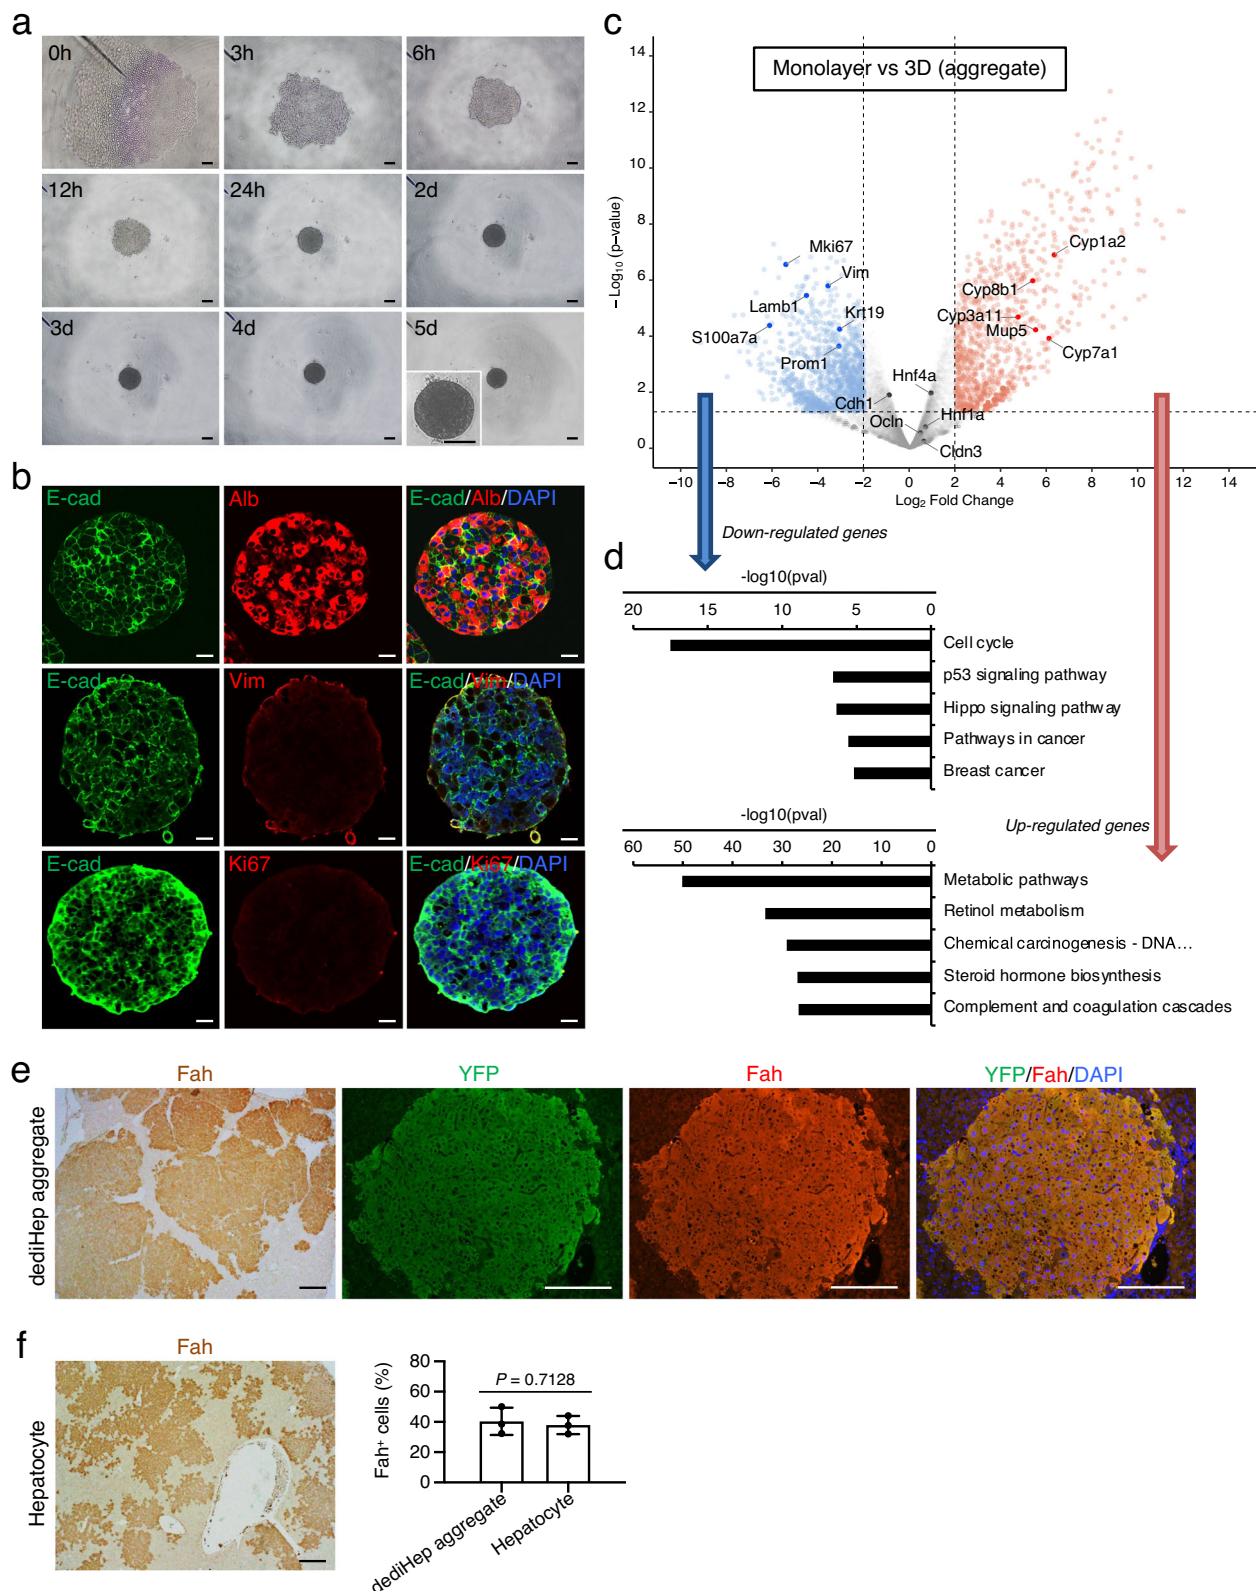 a
0h
3h
6h
12h
24h
2d
3d
4d
5d
b
E-cad
Alb
E-cad/Alb/DAPI
E-cad
Vim
E-cad/Vim/DAPI
E-cad
Ki67
E-cad/Ki67/DAPI
c
Monolayer vs 3D (aggregate)
−Log10 (p−value)
14
12
10
8
6
4
2
0
Mki67
Vim
Lamb1
Krt19
S100a7a
Prom1
Cyp1a2
Cyp8b1
Cyp3a11
Mup5
Cyp7a1
Hnf4a
Cdh1
Ocln
Hnf1a
Cldn3
−10 −8 −6 −4 −2 0 2 4 6 8 10 12 14
Log2 Fold Change
Down-regulated genes
d
-log10(pval)
20 15 10 5 0
Cell cycle
p53 signaling pathway
Hippo signaling pathway
Pathways in cancer
Breast cancer
Up-regulated genes
-log10(pval)
60 50 40 30 20 10 0
Metabolic pathways
Retinol metabolism
Chemical carcinogenesis - DNA…
Steroid hormone biosynthesis
Complement and coagulation cascades
e
Fah
YFP
Fah
YFP/Fah/DAPI
dediHep aggregate
f
Fah
Hepatocyte
Fah+ cells (%)
80
60
40
20
0
P = 0.7128
dediHep aggregate
Hepatocyte